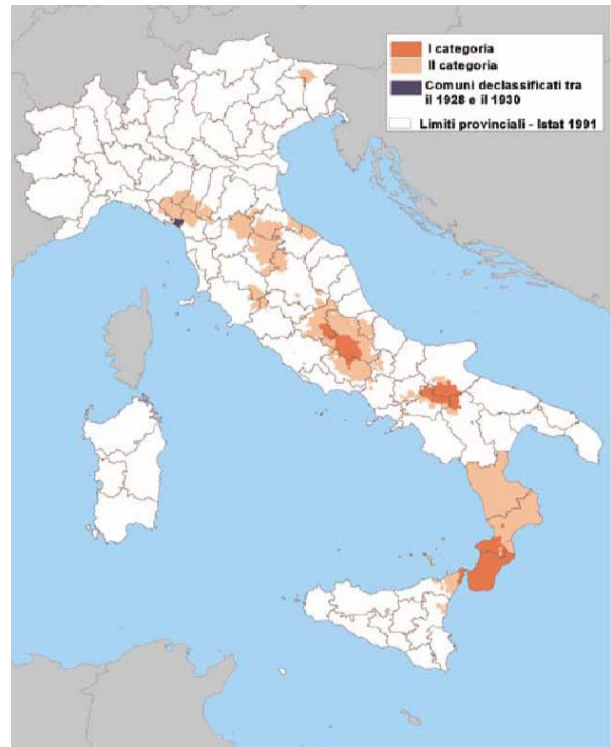 I categoria
II categoria
Comuni declassificati tra
il 1928 e il 1930
Limiti provinciali - Istat 1991